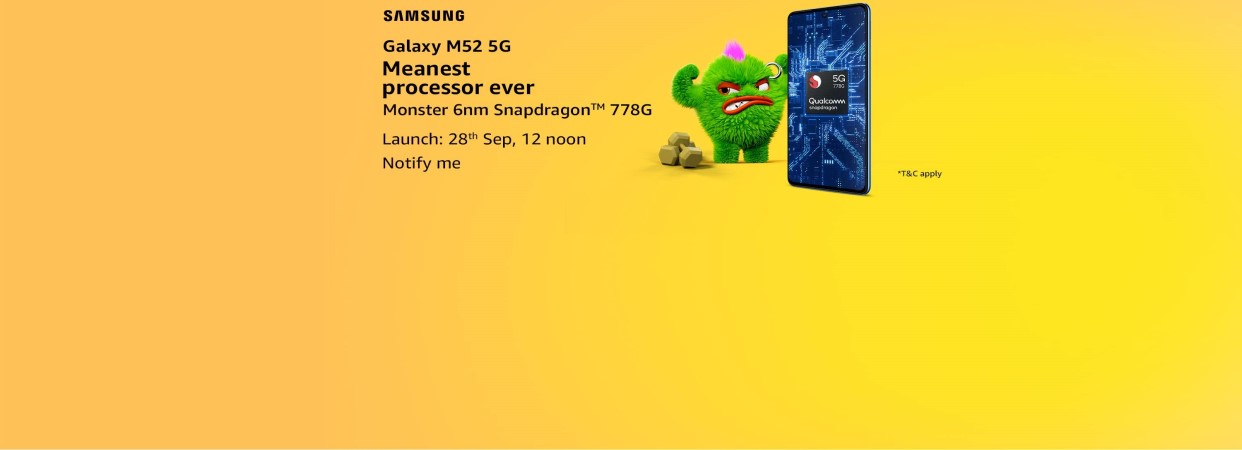 SAMSUNG
Galaxy M52 5G
Meanest
processor ever
Monster 6nm Snapdragon™ 778G
Launch: 28th Sep, 12 noon
Notify me
5G
778G
Qualcomm
snapdragon
*T&C apply